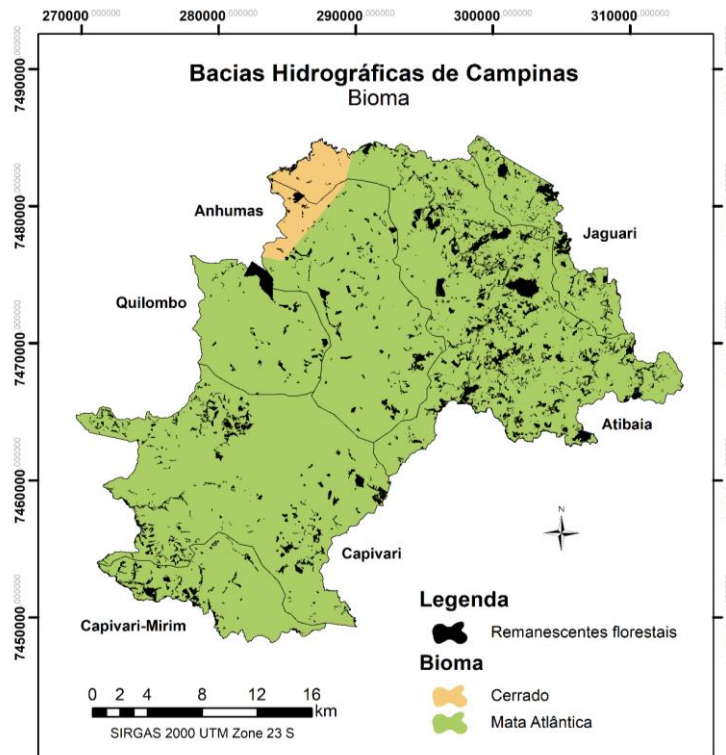 270000,000000 280000,000000 290000,000000 300000,000000 310000,000000
Bacias Hidrográficas de Campinas
Bioma
7490000,000000
7480000,000000
7470000,000000
7460000,000000
7450000,000000
Anhumas
Jaguari
Quilombo
Atibaia
Capivari
Capivari-Mirim
N
Legenda
Remanescentes florestais
Bioma
Cerrado
Mata Atlântica
0 1 2 3 4 8 12 16
km
SIRGAS 2000 UTM Zone 23 S